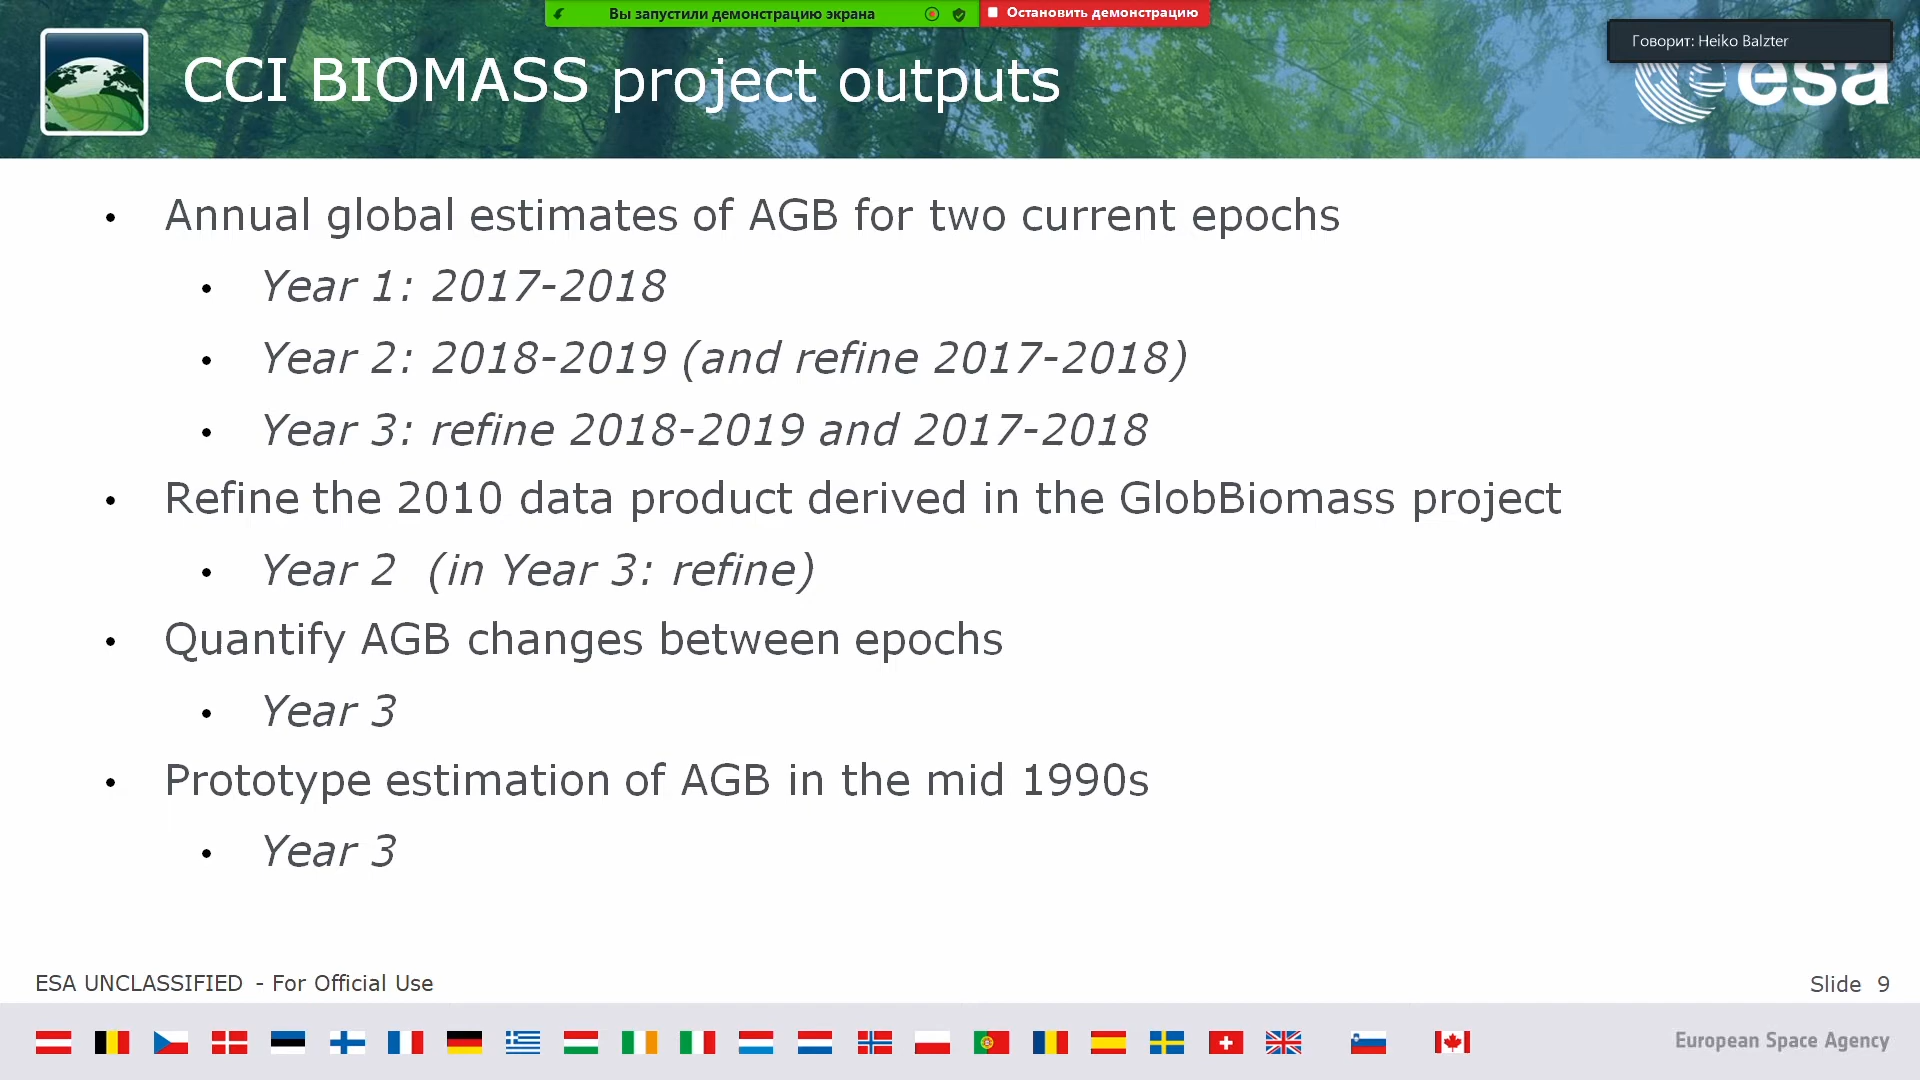 Вы запустили демонстрацию экрана
Остановить демонстрацию
Говорит: Heiko Balzter
CCI BIOMASS project outputs
esa
• Annual global estimates of AGB for two current epochs
• Year 1: 2017-2018
• Year 2: 2018-2019 (and refine 2017-2018)
• Year 3: refine 2018-2019 and 2017-2018
• Refine the 2010 data product derived in the GlobBiomass project
• Year 2 (in Year 3: refine)
• Quantify AGB changes between epochs
• Year 3
• Prototype estimation of AGB in the mid 1990s
• Year 3
ESA UNCLASSIFIED - For Official Use
Slide 9
European Space Agency